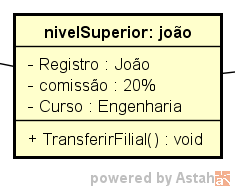 nivelSuperior: joão
- Registro : João
- comissão : 20%
- Curso : Engenharia
+ TransferirFilial() : void
powered by Astah